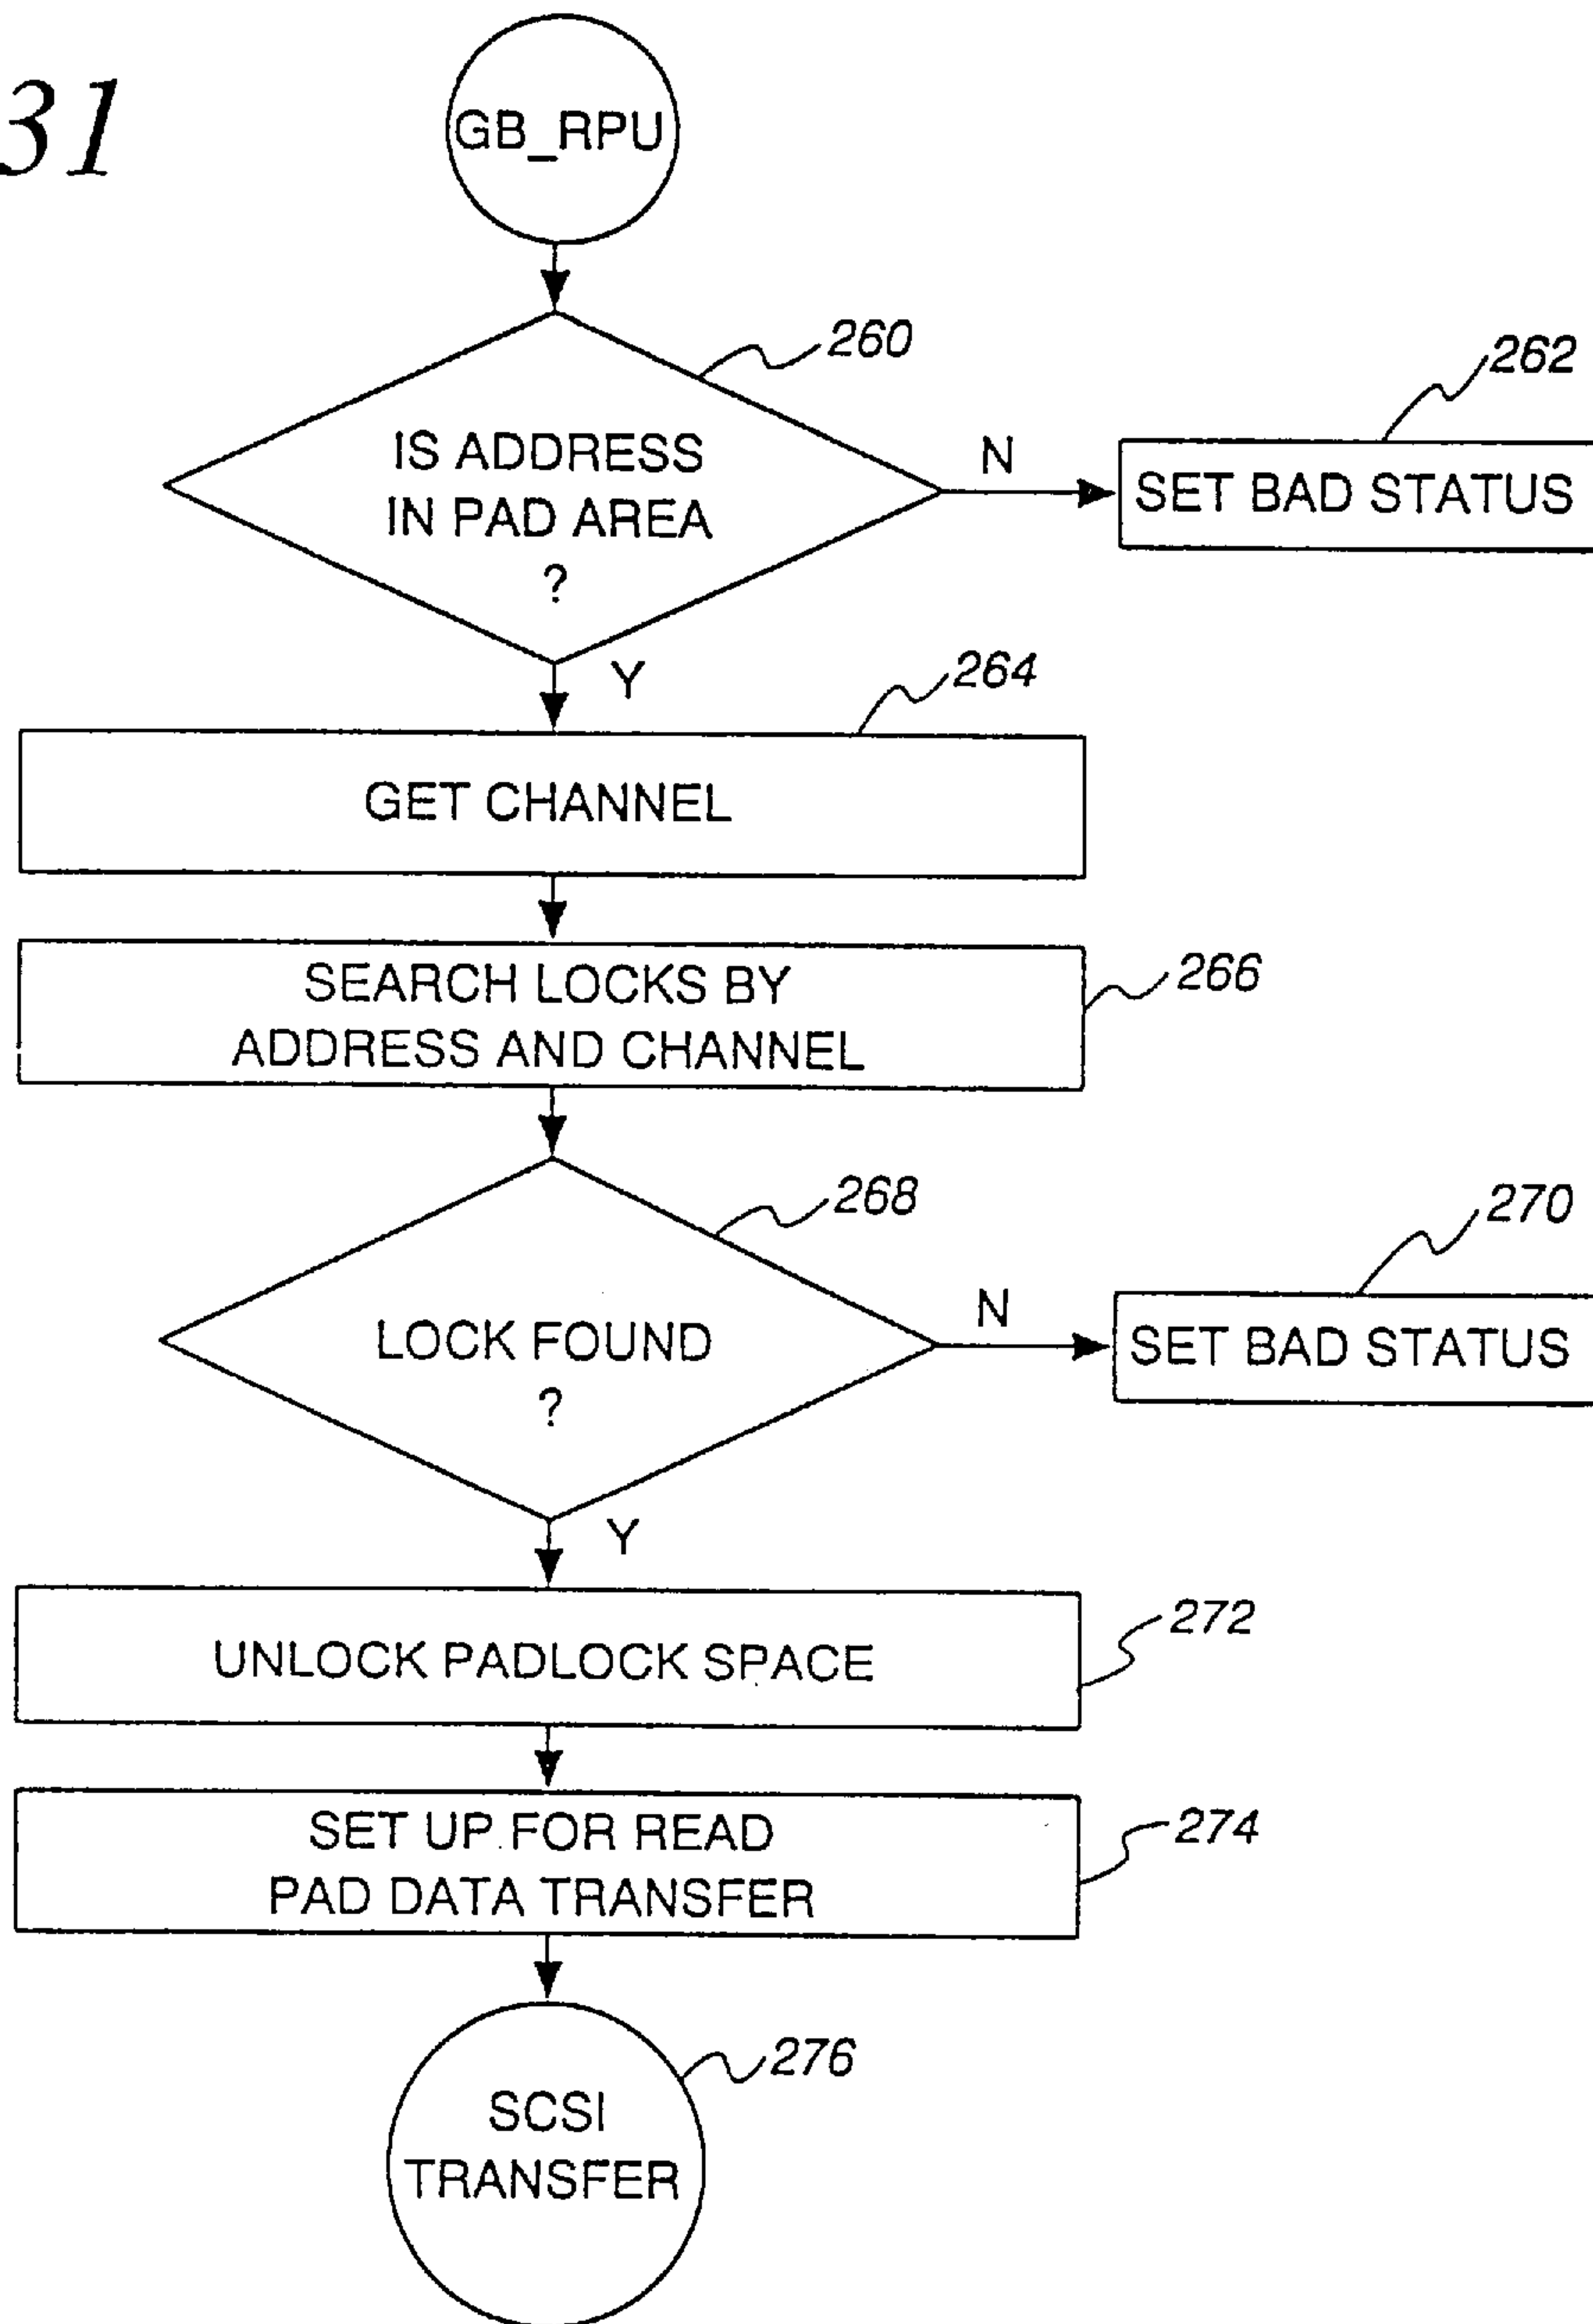 31
GB_RPU
260
262
IS ADDRESS
IN PAD AREA
?
N
SET BAD STATUS
Y
264
GET CHANNEL
SEARCH LOCKS BY
ADDRESS AND CHANNEL
266
268
270
LOCK FOUND
?
N
SET BAD STATUS
Y
UNLOCK PADLOCK SPACE
272
SET UP FOR READ
PAD DATA TRANSFER
274
276
SCSI
TRANSFER